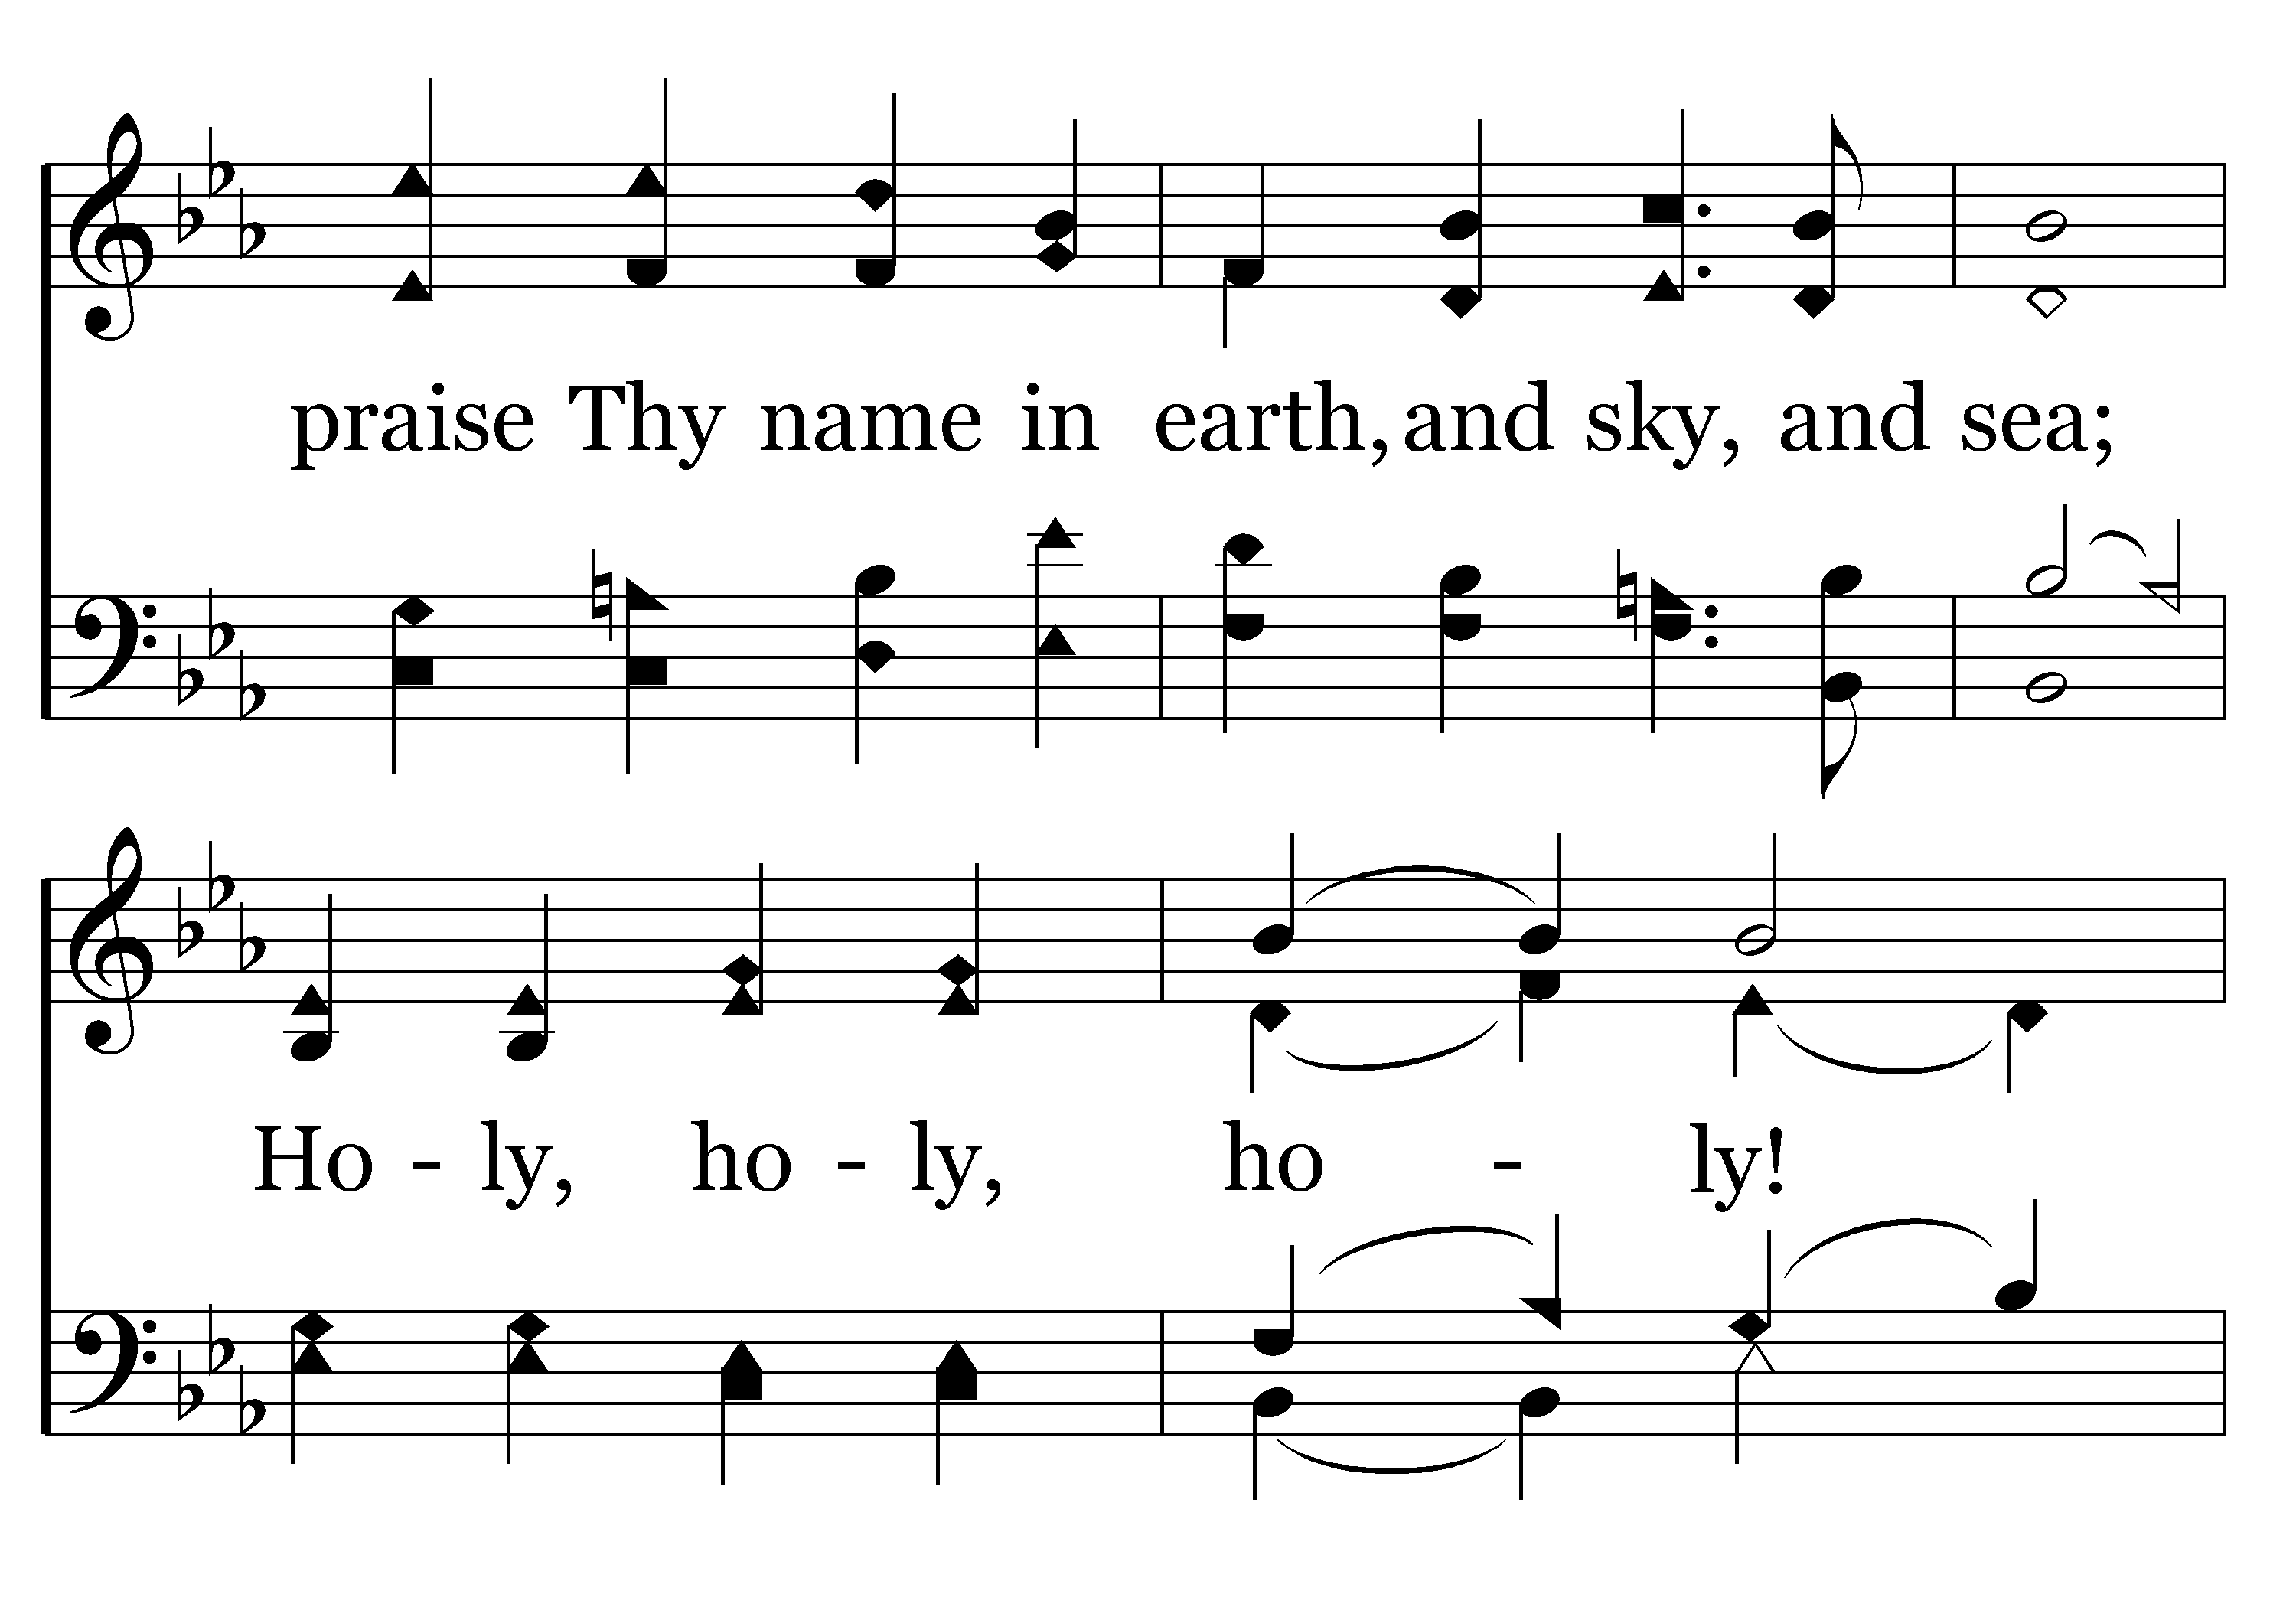 praise Thy name in earth, and sky, and sea;
Ho - ly, ho - ly, ho - ly!